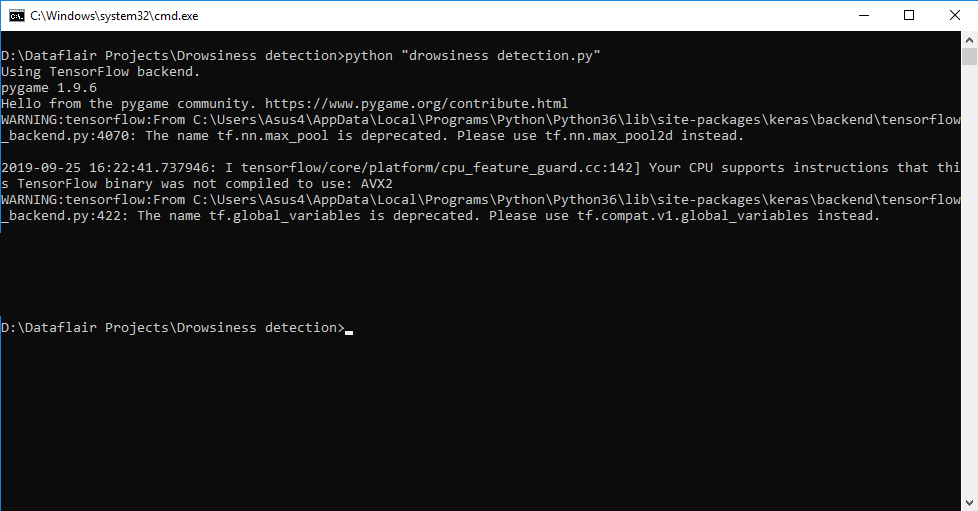 C:\Windows\system32\cmd.exe
D:\Dataflair Projects\Drowsiness detection>python "drowsiness detection.py"
Using TensorFlow backend.
pygame 1.9.6
Hello from the pygame community. https://www.pygame.org/contribute.html
WARNING:tensorflow:From C:\Users\Asus4\AppData\Local\Programs\Python\Python36\lib\site-packages\keras\backend\tensorflow
_backend.py:4070: The name tf.nn.max_pool is deprecated. Please use tf.nn.max_pool2d instead.
2019-09-25 16:22:41.737946: I tensorflow/core/platform/cpu_feature_guard.cc:142] Your CPU supports instructions that thi
s TensorFlow binary was not compiled to use: AVX2
WARNING:tensorflow:From C:\Users\Asus4\AppData\Local\Programs\Python\Python36\lib\site-packages\keras\backend\tensorflow
_backend.py:422: The name tf.global_variables is deprecated. Please use tf.compat.v1.global_variables instead.
D:\Dataflair Projects\Drowsiness detection>